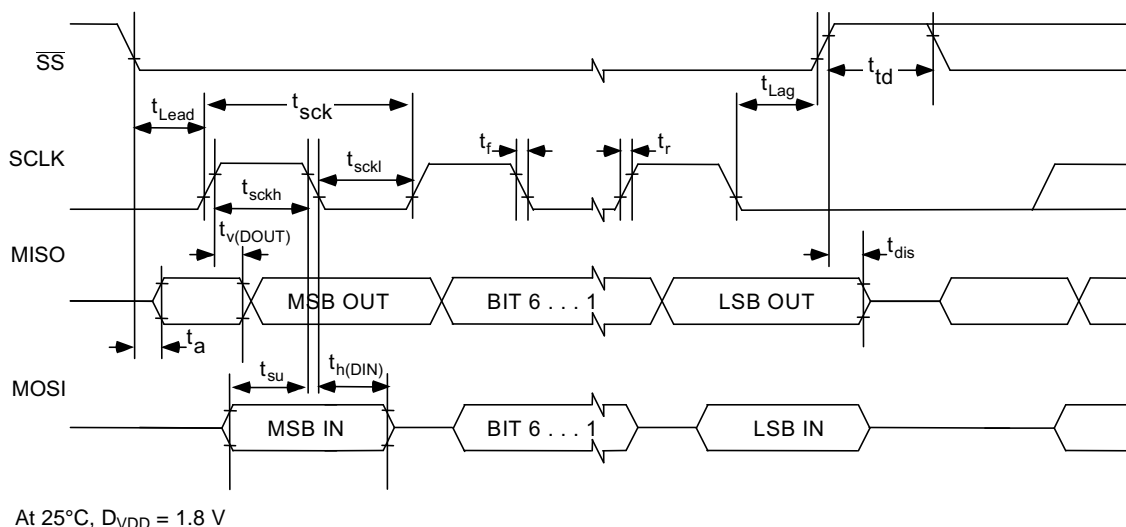 SS
t_td
t_Lag
t_Lead
t_sck
SCLK
t_f
t_r
t_sckl
t_sckh
t_v(DOUT)
MISO
t_dis
MSB OUT
BIT 6 . . . 1
LSB OUT
t_a
t_su
t_h(DIN)
MOSI
MSB IN
BIT 6 . . . 1
LSB IN
At 25°C, D_VDD = 1.8 V